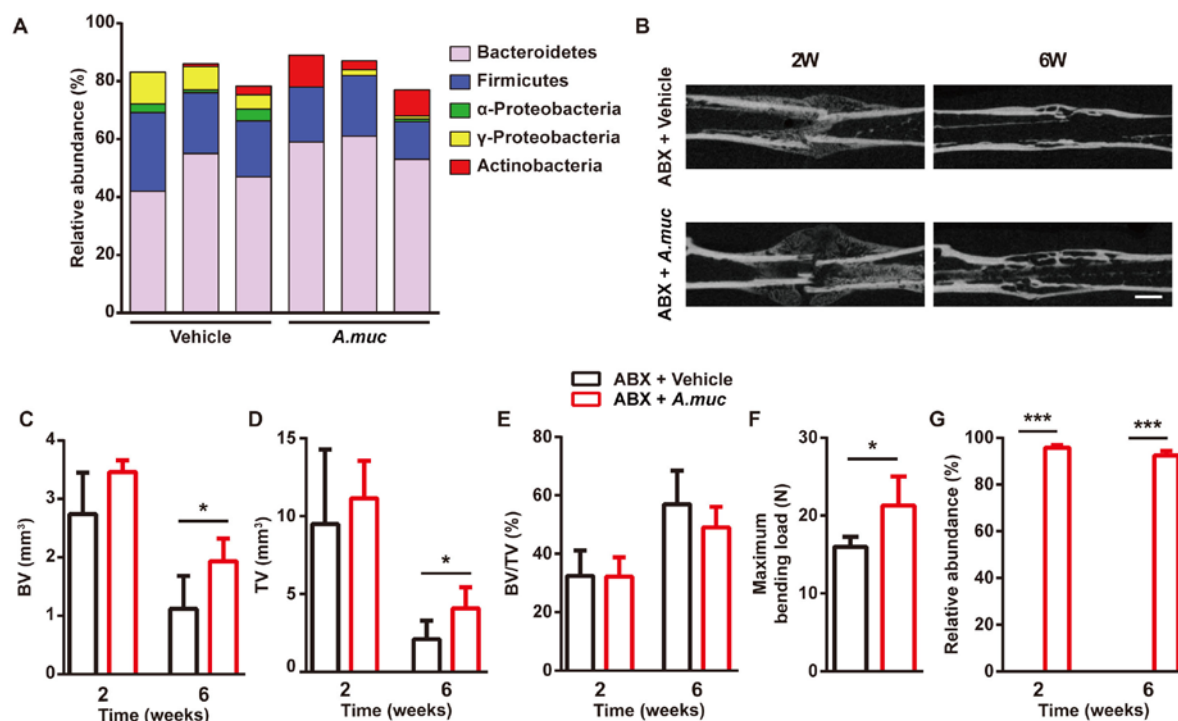 A
100
80
60
40
20
0
Relative abundance (%)
Vehicle
A.muc
Bacteroidetes
Firmicutes
α-Proteobacteria
γ-Proteobacteria
Actinobacteria
B
2W
6W
ABX + Vehicle
ABX + A.muc
ABX + Vehicle
ABX + A.muc
C
4
3
2
1
0
BV (mm³)
*
2
6
Time (weeks)
D
15
10
5
0
TV (mm³)
*
2
6
Time (weeks)
E
80
60
40
20
0
BV/TV (%)
2
6
Time (weeks)
F
30
20
10
0
Maximum
bending load (N)
*
G
100
80
60
40
20
0
Relative abundance (%)
***
***
2
6
Time (weeks)